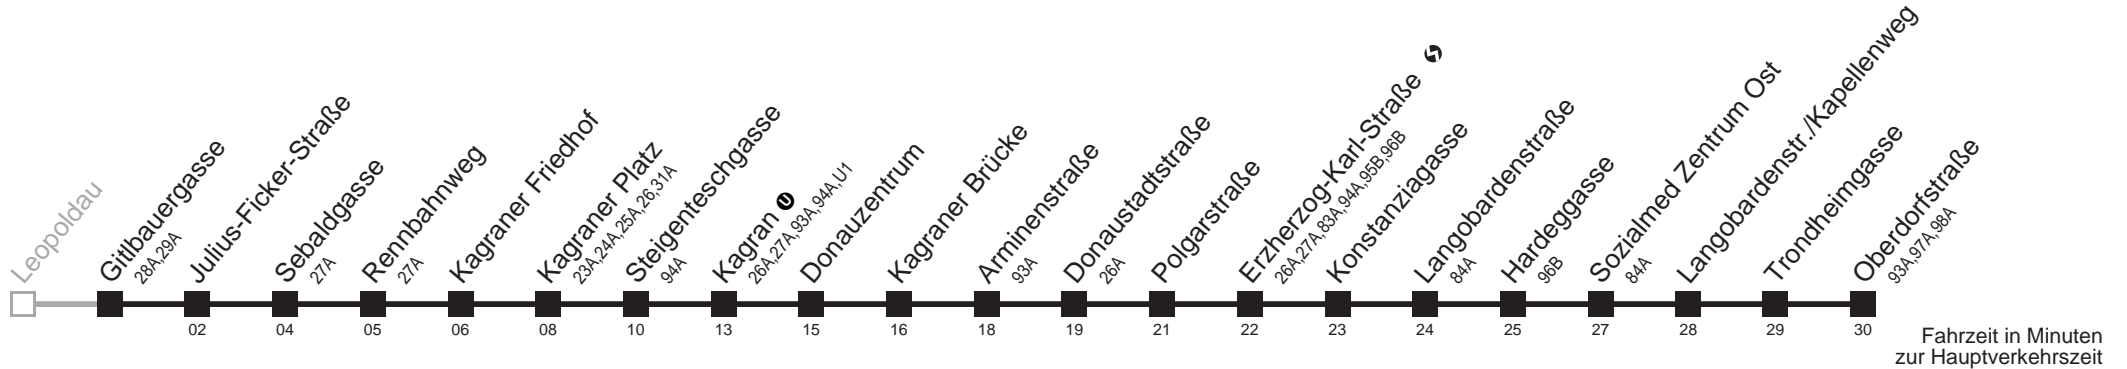 Leopoldau
Gitlbauergasse
28A,29A
Julius-Ficker-Straße
02
Sebaldgasse
27A
04
Rennbahnweg
27A
05
Kagraner Friedhof
06
Kagraner Platz
23A,24A,25A,26,31A
08
Steigenteschgasse
94A
10
Kagran U
26A,27A,93A,94A,U1
13
Donauzentrum
15
Kagraner Brücke
16
Arminenstraße
93A
18
Donaustadtstraße
26A
19
Polgarstraße
21
Erzherzog-Karl-Straße
26A,27A,83A,94A,95B,96B
22
Konstanziagasse
23
Langobardenstraße
84A
24
Hardeggasse
96B
25
Sozialmed Zentrum Ost
84A
27
Langobardenstr./Kapellenweg
28
Trondheimgasse
29
Oberdorfstraße
93A,97A,98A
30
Fahrzeit in Minuten
zur Hauptverkehrszeit